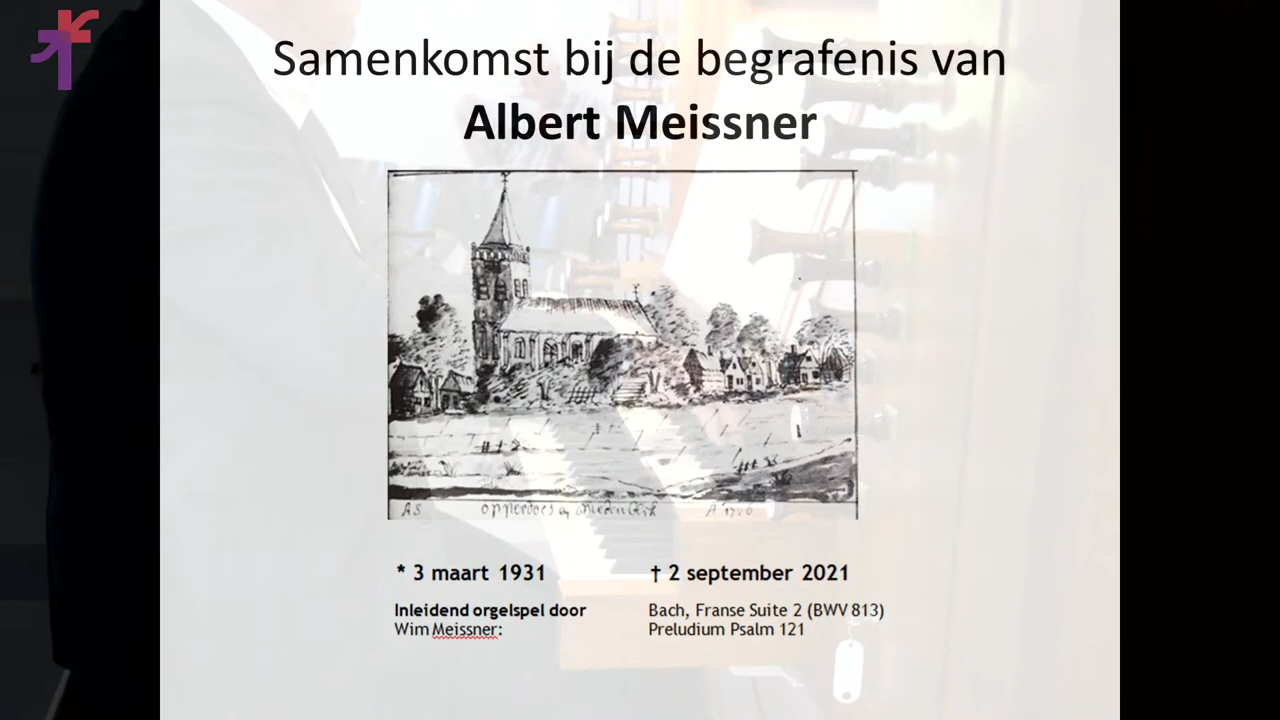 Samenkomst bij de begrafenis van
Albert Meissner
A S
A 1726
* 3 maart 1931
† 2 september 2021
Inleidend orgelspel door
Wim Meissner:
Bach, Franse Suite 2 (BWV 813)
Preludium Psalm 121